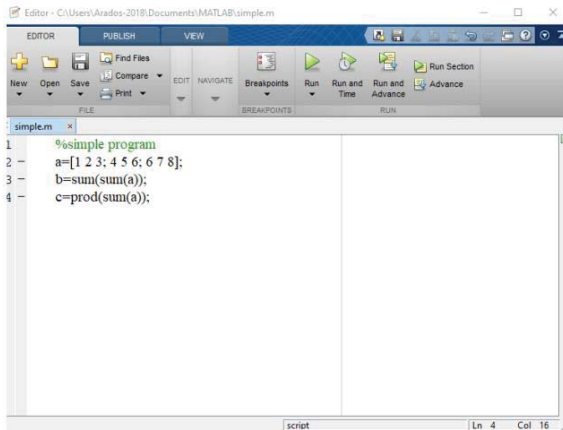 Editor - C:\Users\Arados-2018\Documents\MATLAB\simple.m
EDITOR PUBLISH VIEW
New Open Save Find Files Compare Print
EDIT NAVIGATE Breakpoints Run Run and Time Run and Advance Run Section Advance
FILE BREAKPOINTS RUN
simple.m
1 %simple program
2 a=[1 2 3; 4 5 6; 6 7 8];
3 b=sum(sum(a));
4 c=prod(sum(a));
script Ln 4 Col 16